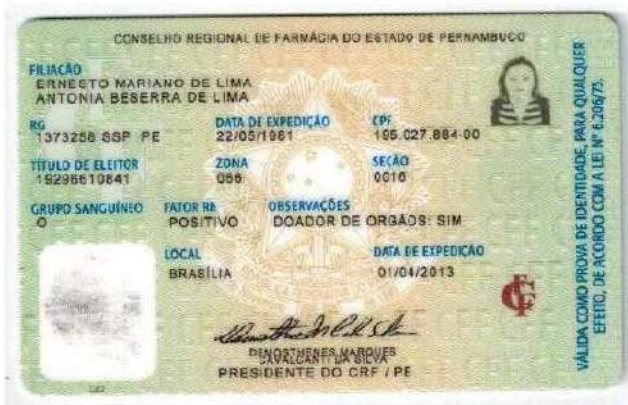 CONSELHO REGIONAL DE FARMÁCIA DO ESTADO DE PERNAMBUCO
FILIAÇÃO
ERNESTO MARIANO DE LIMA
ANTONIA BESERRA DE LIMA
RG DATA DE EXPEDIÇÃO CPF
1373258 SSP PE 22/05/1981 195.027.884-00
TÍTULO DE ELEITOR ZONA SEÇÃO
19296610841 066 0010
GRUPO SANGUÍNEO FATOR RH OBSERVAÇÕES
O POSITIVO DOADOR DE ORGÃOS: SIM
LOCAL DATA DE EXPEDIÇÃO
BRASÍLIA 01/04/2013
DEMOSTHENES MARQUES
CAVALCANTI DA SILVA
PRESIDENTE DO CRF / PE
VÁLIDA COMO PROVA DE IDENTIDADE, PARA QUALQUER
EFEITO, DE ACORDO COM A LEI Nº 6.206/75.